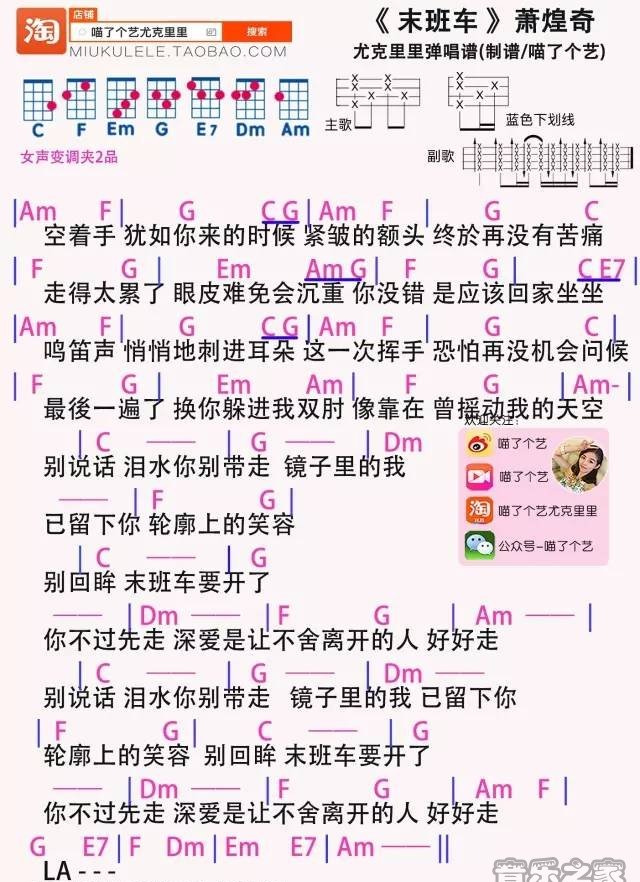 店铺
淘 喵了个艺尤克里里 搜索
MIUKULELE.TAOBAO.COM
《 末班车 》萧煌奇
尤克里里弹唱谱(制谱/喵了个艺)
C F Em G E7 Dm Am
主歌
蓝色下划线
副歌
女声变调夹2品
|Am F| G C G|Am F| G C
空着手 犹如你来的时候 紧皱的额头 终於再没有苦痛
|F G| Em Am G|F G| C E7|
走得太累了 眼皮难免会沉重 你没错 是应该回家坐坐
|Am F| G C G|Am F| G C|
鸣笛声 悄悄地刺进耳朵 这一次挥手 恐怕再没机会问候
|F G| Em Am|F G| Am-|
最後一遍了 换你躲进我双肘 像靠在 曾摇动我的天空
欢迎关注：
喵了个艺
喵了个艺
淘 喵了个艺尤克里里
公众号-喵了个艺
|C —— |G —— |Dm
别说话 泪水你别带走 镜子里的我
—— |F G|
已留下你 轮廓上的笑容
|C —— |G
别回眸 末班车要开了
—— |Dm —— |F G| Am —— |
你不过先走 深爱是让不舍离开的人 好好走
|C —— |G —— |Dm ——
别说话 泪水你别带走 镜子里的我 已留下你
|F G| C —— |G
轮廓上的笑容 别回眸 末班车要开了
—— |Dm —— |F G| Am F|
你不过先走 深爱是让不舍离开的人 好好走
G E7|F Dm|Em E7|Am —— ||
LA - - -
音乐之家